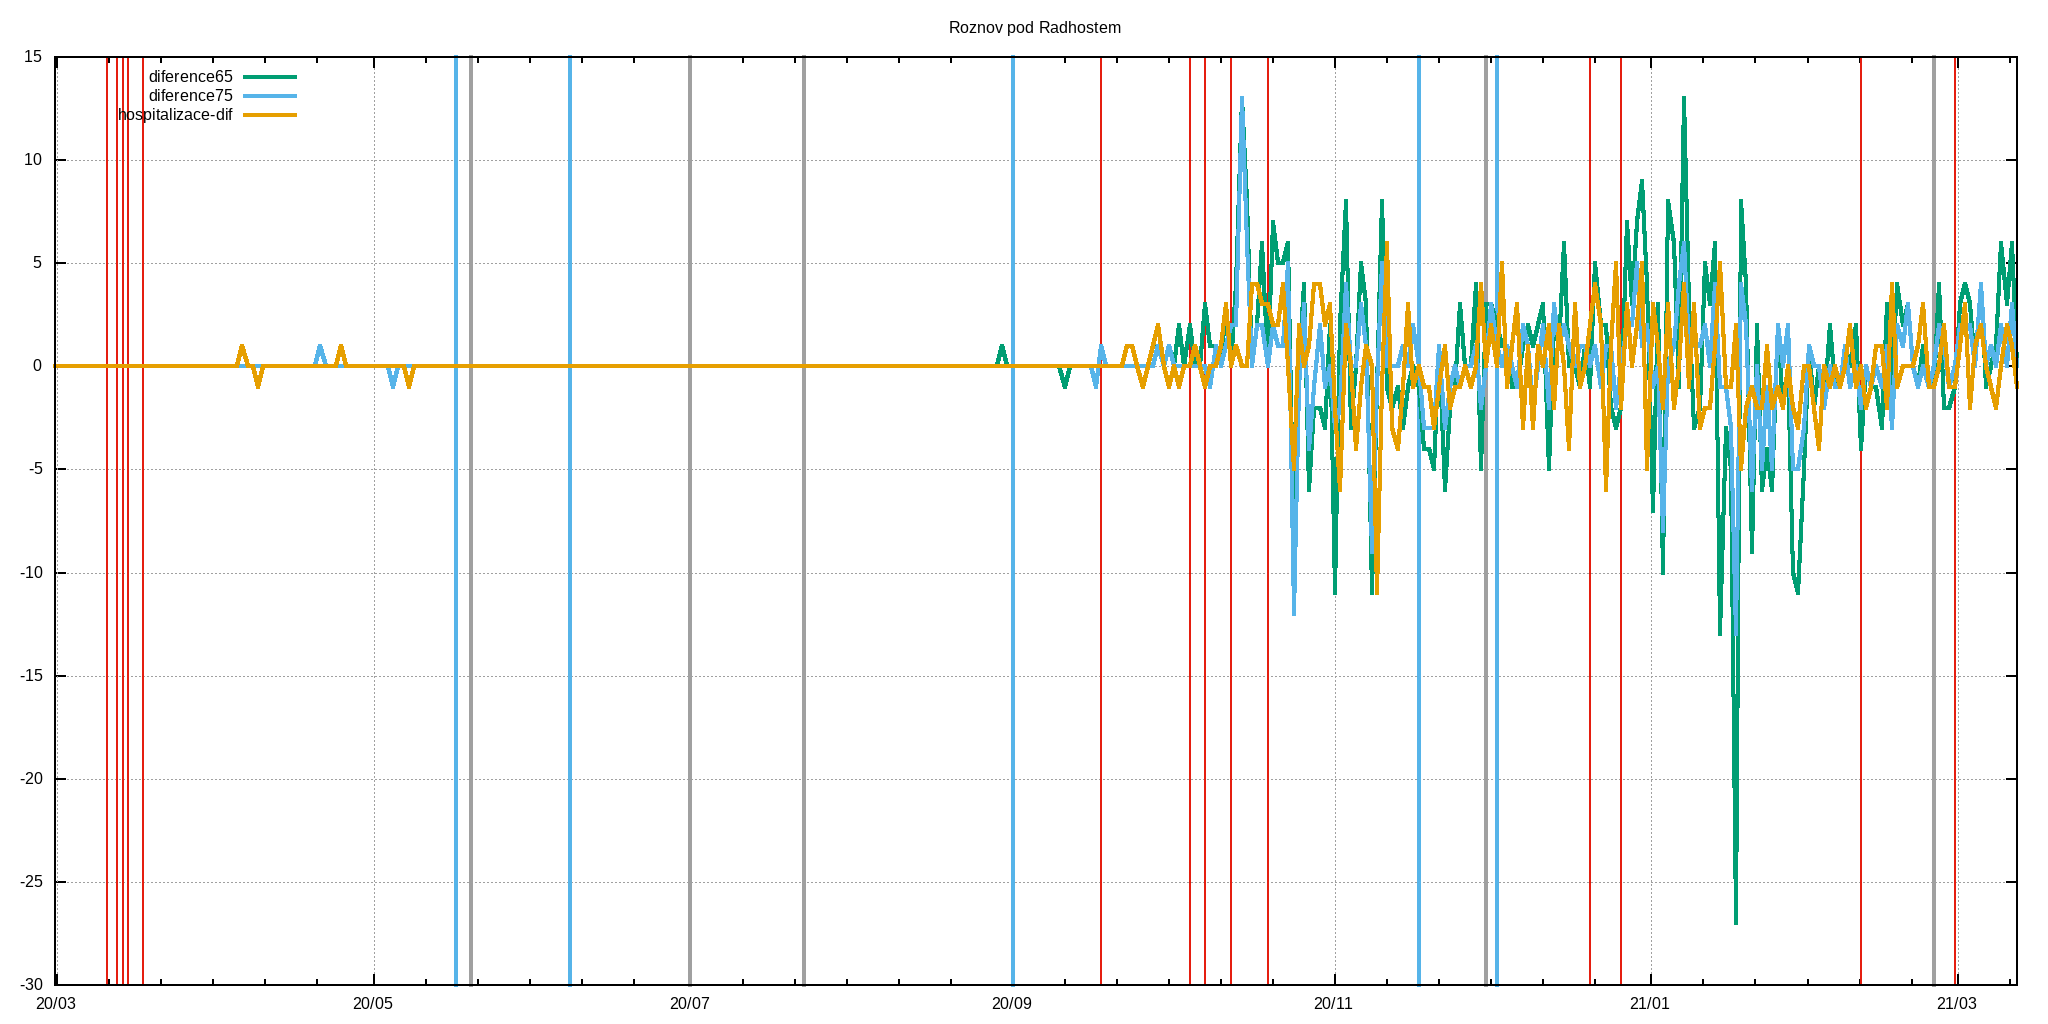 Roznov pod Radhostem
15
diference65
diference75
hospitalizace-dif
10
5
0
-5
-10
-15
-20
-25
-30
20/03 20/05 20/07 20/09 20/11 21/01 21/03